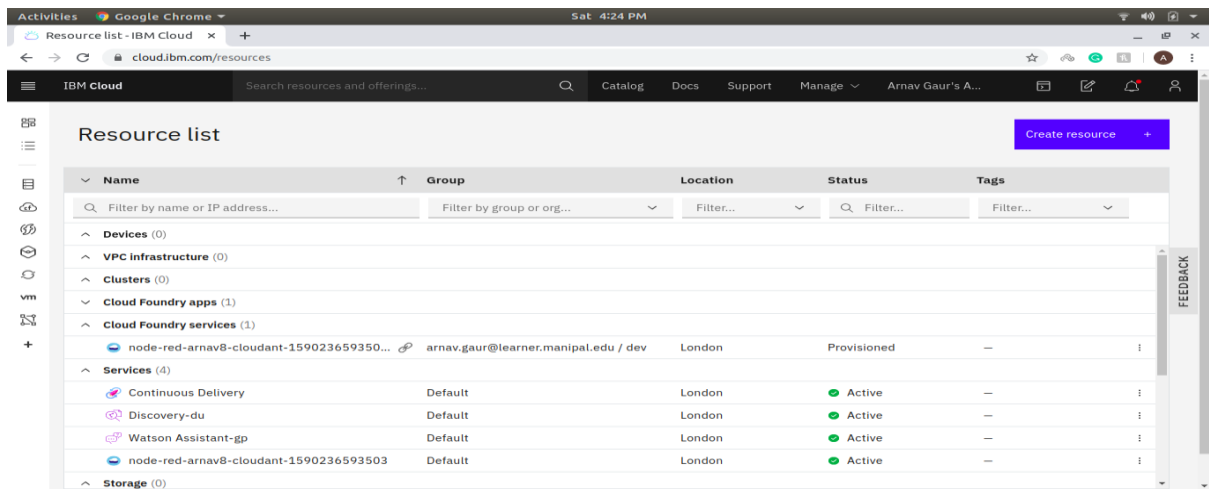 Activities Google Chrome Sat 4:24 PM
Resource list - IBM Cloud × +
cloud.ibm.com/resources A
IBM Cloud Search resources and offerings... Catalog Docs Support Manage Arnav Gaur's A...
Resource list Create resource +
Name Group Location Status Tags
Filter by name or IP address... Filter by group or org... Filter... Filter... Filter...
Devices (0)
VPC infrastructure (0)
Clusters (0)
Cloud Foundry apps (1)
Cloud Foundry services (1)
node-red-arnav8-cloudant-159023659350... arnav.gaur@learner.manipal.edu / dev London Provisioned —
Services (4)
Continuous Delivery Default London Active —
Discovery-du Default London Active —
Watson Assistant-gp Default London Active —
node-red-arnav8-cloudant-1590236593503 Default London Active —
Storage (0)
vm
FEEDBACK